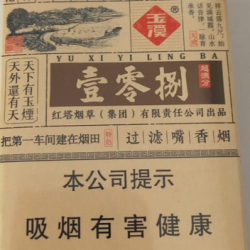 玉溪
YU XI YI LING BA
天下有玉煙
天外還有天
壹零捌
红塔烟草（集团）有限责任公司出品
把第一车间建在烟田
过滤嘴香烟
本公司提示
吸烟有害健康